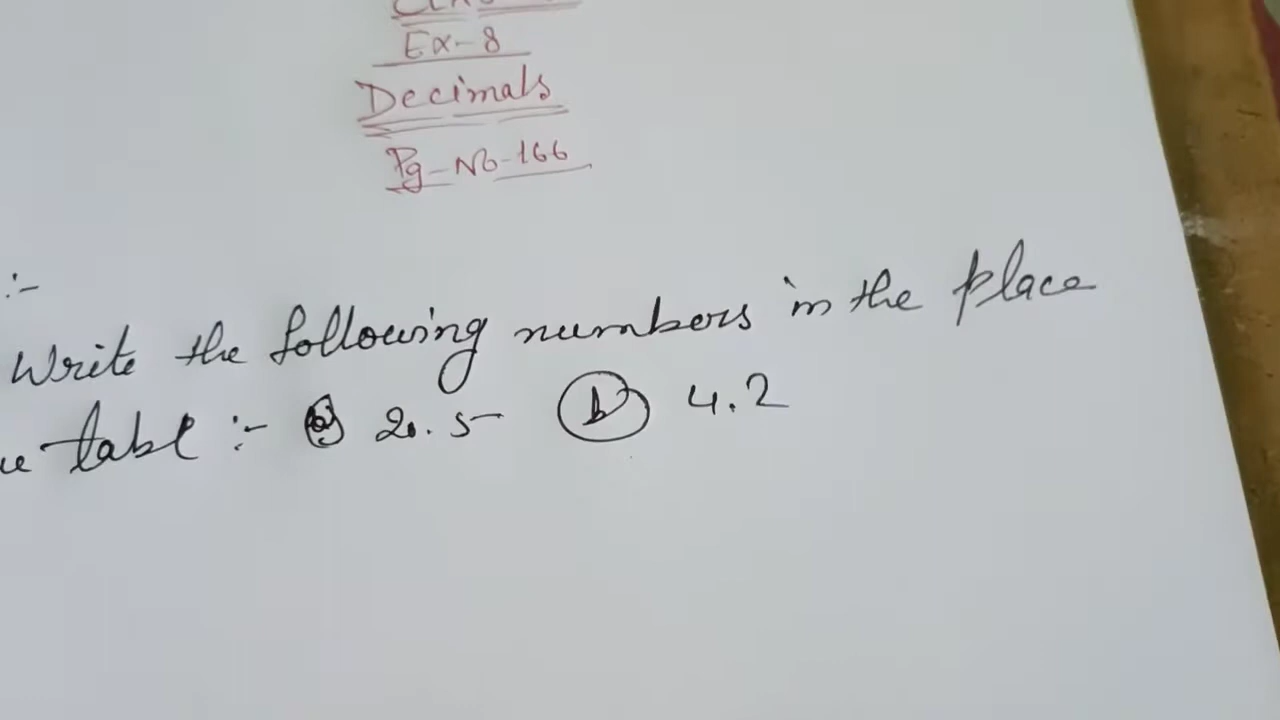 Ex-8
Decimals
Pg-No-166
:-
Write the following numbers in the place
table :- (a) 20.5 (b) 4.2